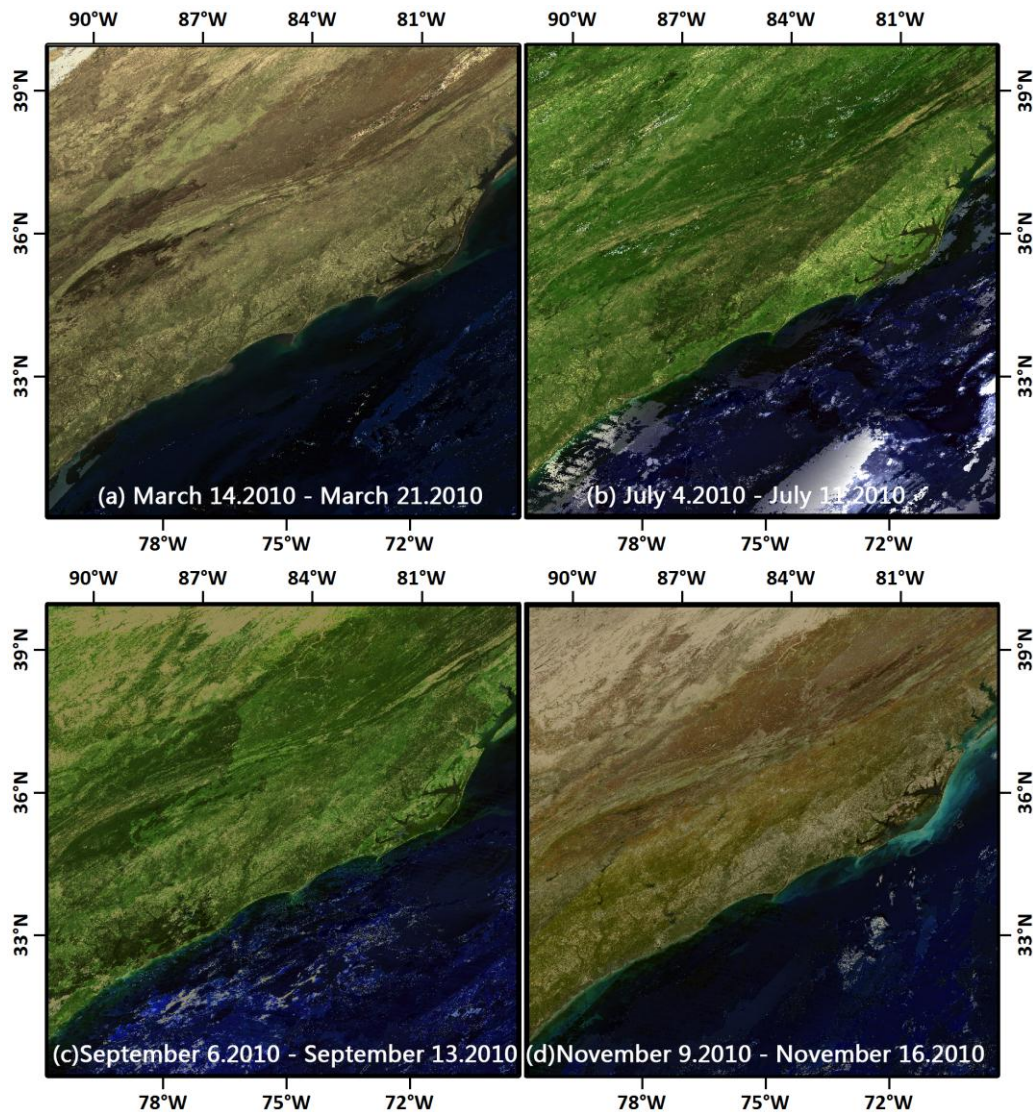 90°W 87°W 84°W 81°W 90°W 87°W 84°W 81°W
39°N 39°N
36°N 36°N
33°N 33°N
(a) March 14.2010 - March 21.2010 (b) July 4.2010 - July 11.2010
78°W 75°W 72°W 78°W 75°W 72°W
90°W 87°W 84°W 81°W 90°W 87°W 84°W 81°W
39°N 39°N
36°N 36°N
33°N 33°N
(c)September 6.2010 - September 13.2010 (d)November 9.2010 - November 16.2010
78°W 75°W 72°W 78°W 75°W 72°W